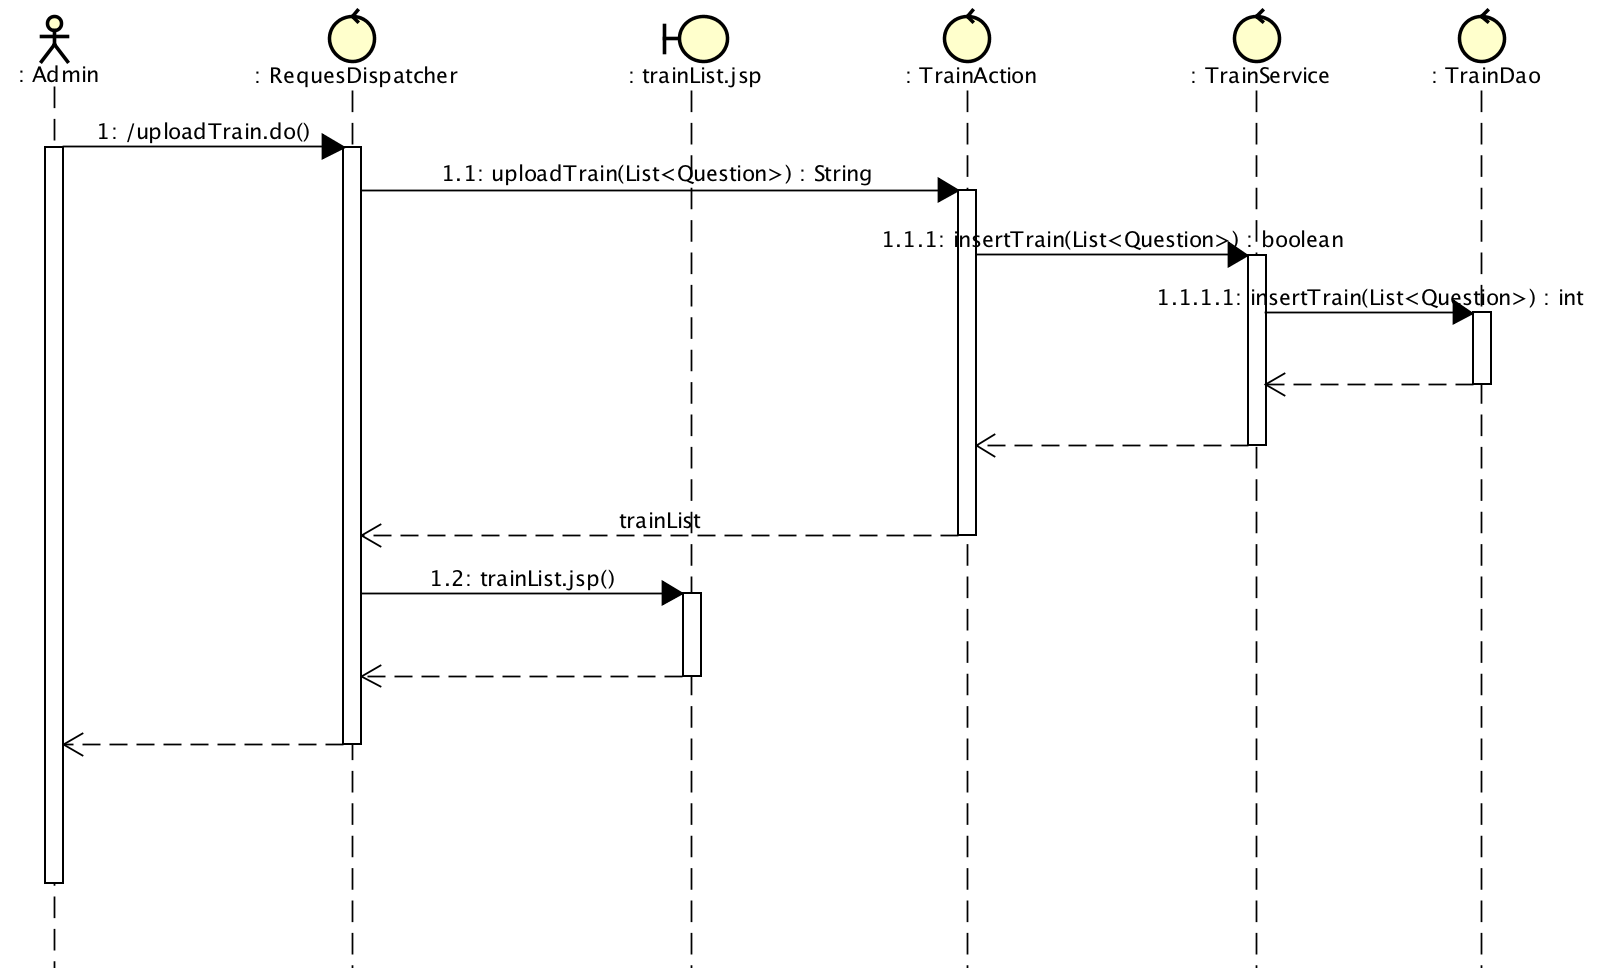 : Admin
: RequesDispatcher
: trainList.jsp
: TrainAction
: TrainService
: TrainDao
1: /uploadTrain.do()
1.1: uploadTrain(List<Question>) : String
1.1.1: insertTrain(List<Question>) : boolean
1.1.1.1: insertTrain(List<Question>) : int
trainList
1.2: trainList.jsp()